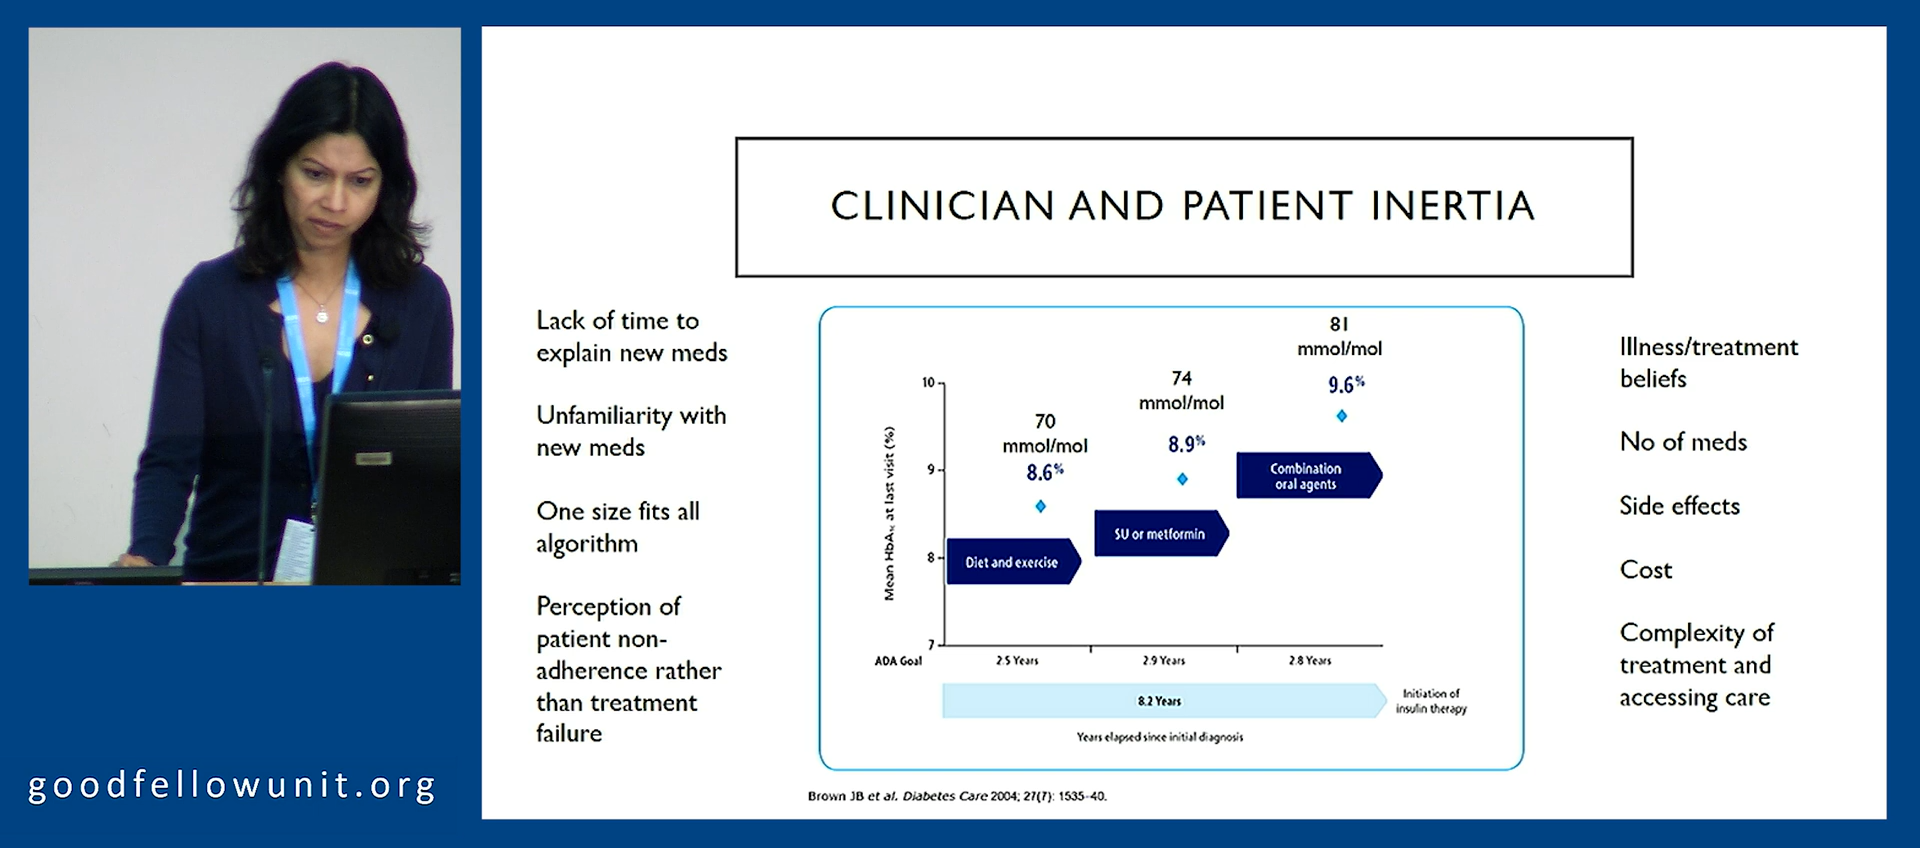 CLINICIAN AND PATIENT INERTIA
Lack of time to
explain new meds
Unfamiliarity with
new meds
One size fits all
algorithm
Perception of
patient non-
adherence rather
than treatment
failure
81
mmol/mol
9.6%
74
mmol/mol
8.9%
70
mmol/mol
8.6%
10
9
8
7
Mean HbA1c at last visit (%)
Combination
oral agents
SU or metformin
Diet and exercise
ADA Goal
2.5 Years
2.9 Years
2.8 Years
8.2 Years
Initiation of
insulin therapy
Years elapsed since initial diagnosis
Illness/treatment
beliefs
No of meds
Side effects
Cost
Complexity of
treatment and
accessing care
Brown JB et al. Diabetes Care 2004; 27(7): 1535–40.
goodfellowunit.org